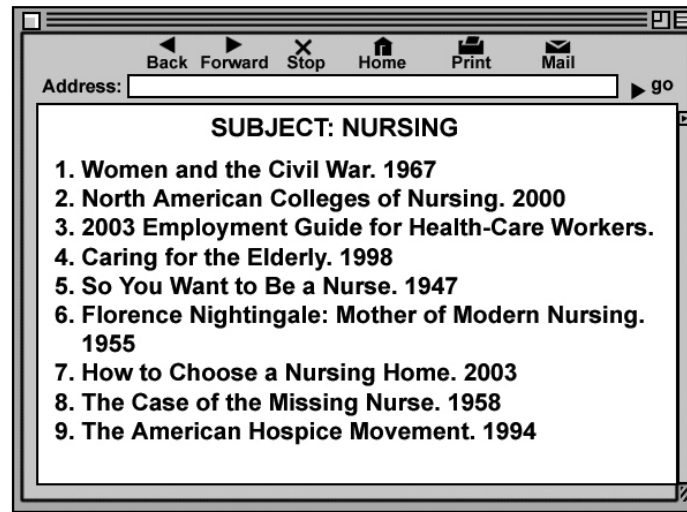 Back Forward Stop Home Print Mail
Address: go
SUBJECT: NURSING
1. Women and the Civil War. 1967
2. North American Colleges of Nursing. 2000
3. 2003 Employment Guide for Health-Care Workers.
4. Caring for the Elderly. 1998
5. So You Want to Be a Nurse. 1947
6. Florence Nightingale: Mother of Modern Nursing.
1955
7. How to Choose a Nursing Home. 2003
8. The Case of the Missing Nurse. 1958
9. The American Hospice Movement. 1994